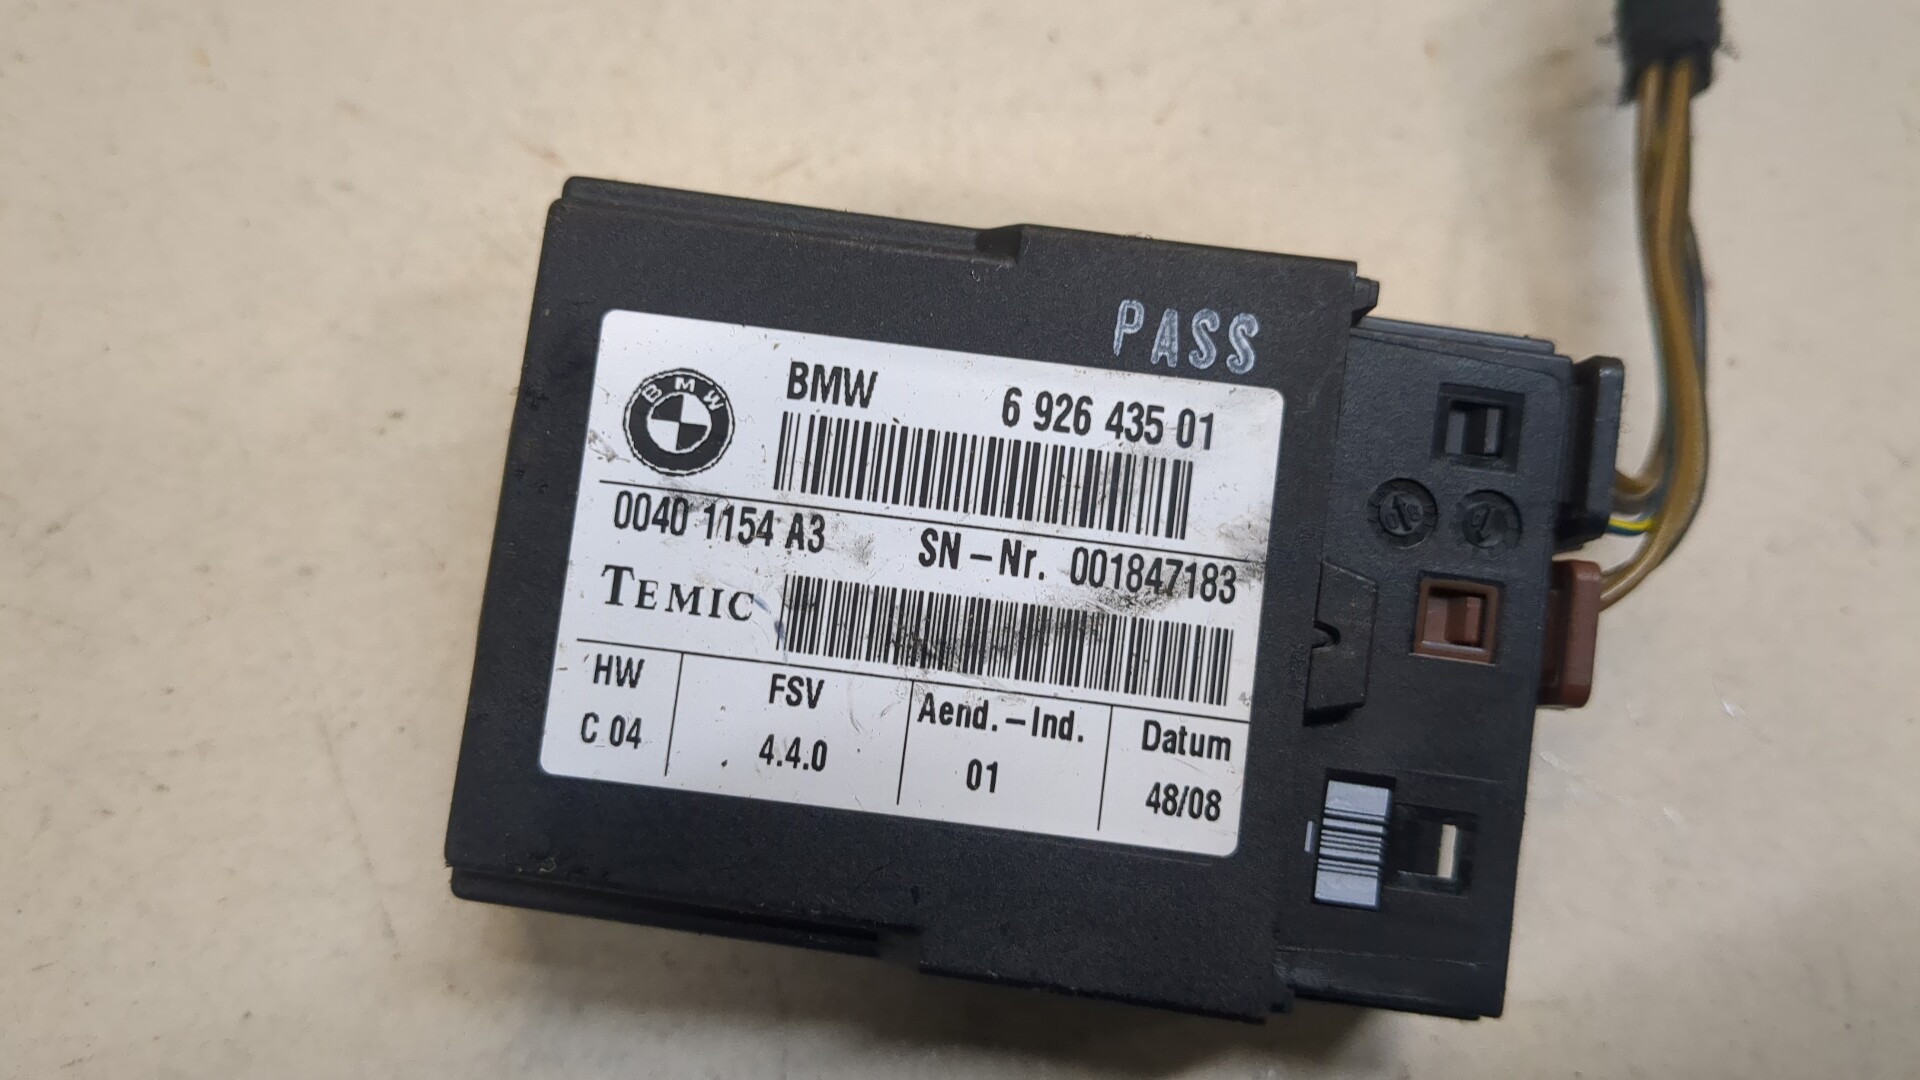 PASS
BMW
BMW 6 926 435 01
0040 1154 A3 SN-Nr. 001847183
TEMIC
HW FSV Aend.-Ind. Datum
C 04 4.4.0 01 48/08